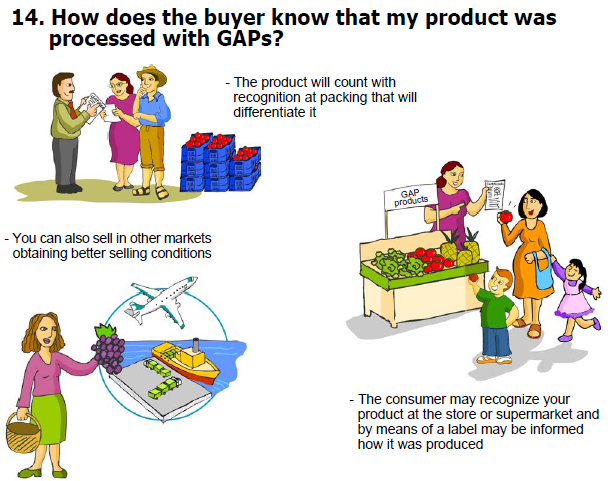 14. How does the buyer know that my product was
processed with GAPs?
- The product will count with
recognition at packing that will
differentiate it
GAP
products
- You can also sell in other markets
obtaining better selling conditions
- The consumer may recognize your
product at the store or supermarket and
by means of a label may be informed
how it was produced